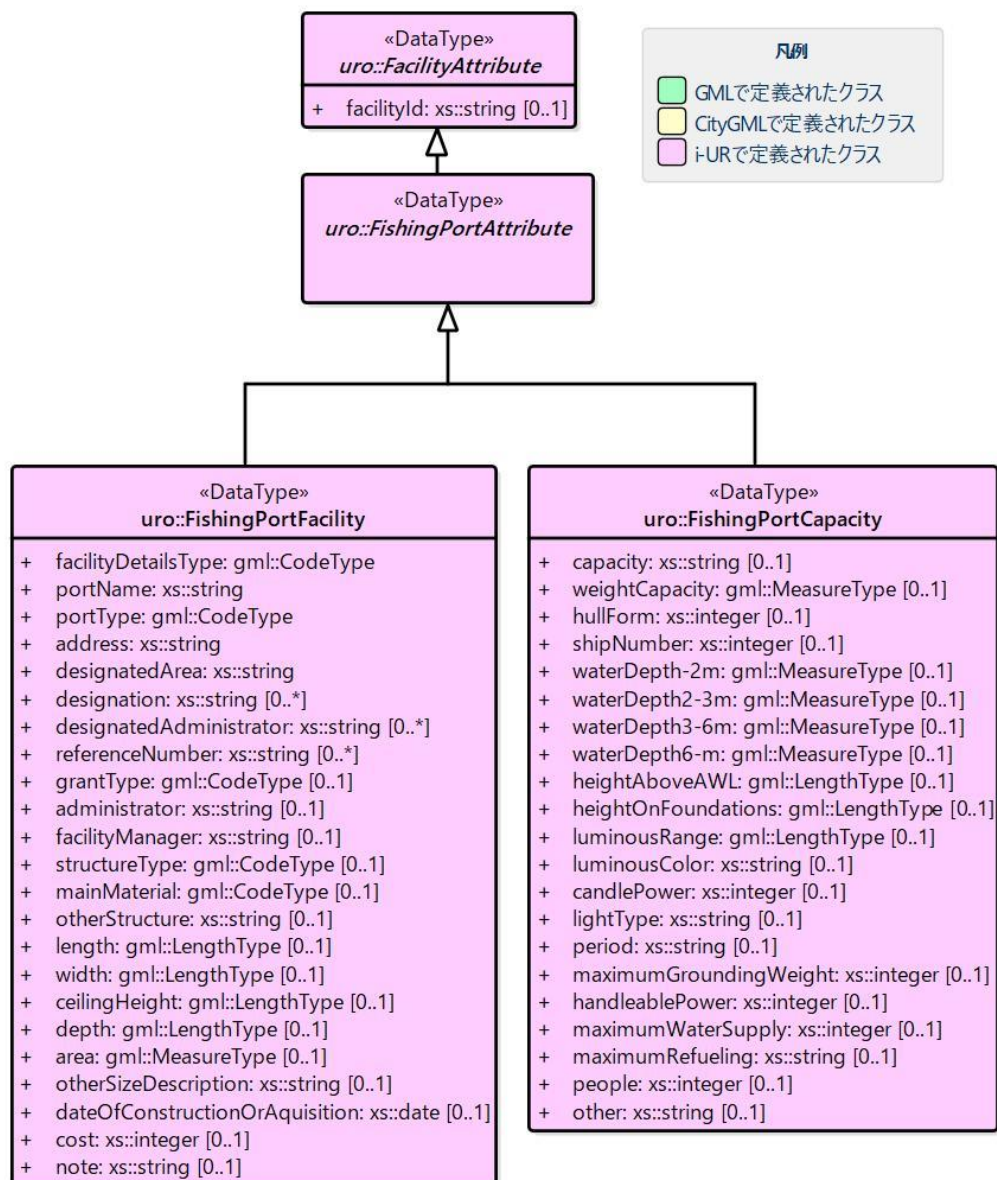 «DataType»
uro::FacilityAttribute
+ facilityId: xs::string [0..1]
凡例
GMLで定義されたクラス
CityGMLで定義されたクラス
i-URで定義されたクラス
«DataType»
uro::FishingPortAttribute
«DataType»
uro::FishingPortFacility
+ facilityDetailsType: gml::CodeType
+ portName: xs::string
+ portType: gml::CodeType
+ address: xs::string
+ designatedArea: xs::string
+ designation: xs::string [0..*]
+ designatedAdministrator: xs::string [0..*]
+ referenceNumber: xs::string [0..*]
+ grantType: gml::CodeType [0..1]
+ administrator: xs::string [0..1]
+ facilityManager: xs::string [0..1]
+ structureType: gml::CodeType [0..1]
+ mainMaterial: gml::CodeType [0..1]
+ otherStructure: xs::string [0..1]
+ length: gml::LengthType [0..1]
+ width: gml::LengthType [0..1]
+ ceilingHeight: gml::LengthType [0..1]
+ depth: gml::LengthType [0..1]
+ area: gml::MeasureType [0..1]
+ otherSizeDescription: xs::string [0..1]
+ dateOfConstructionOrAquisition: xs::date [0..1]
+ cost: xs::integer [0..1]
+ note: xs::string [0..1]
«DataType»
uro::FishingPortCapacity
+ capacity: xs::string [0..1]
+ weightCapacity: gml::MeasureType [0..1]
+ hullForm: xs::integer [0..1]
+ shipNumber: xs::integer [0..1]
+ waterDepth-2m: gml::MeasureType [0..1]
+ waterDepth2-3m: gml::MeasureType [0..1]
+ waterDepth3-6m: gml::MeasureType [0..1]
+ waterDepth6-m: gml::MeasureType [0..1]
+ heightAboveAWL: gml::LengthType [0..1]
+ heightOnFoundations: gml::LengthType [0..1]
+ luminousRange: gml::LengthType [0..1]
+ luminousColor: xs::string [0..1]
+ candlePower: xs::integer [0..1]
+ lightType: xs::string [0..1]
+ period: xs::string [0..1]
+ maximumGroundingWeight: xs::integer [0..1]
+ handleablePower: xs::integer [0..1]
+ maximumWaterSupply: xs::integer [0..1]
+ maximumRefueling: xs::string [0..1]
+ people: xs::integer [0..1]
+ other: xs::string [0..1]